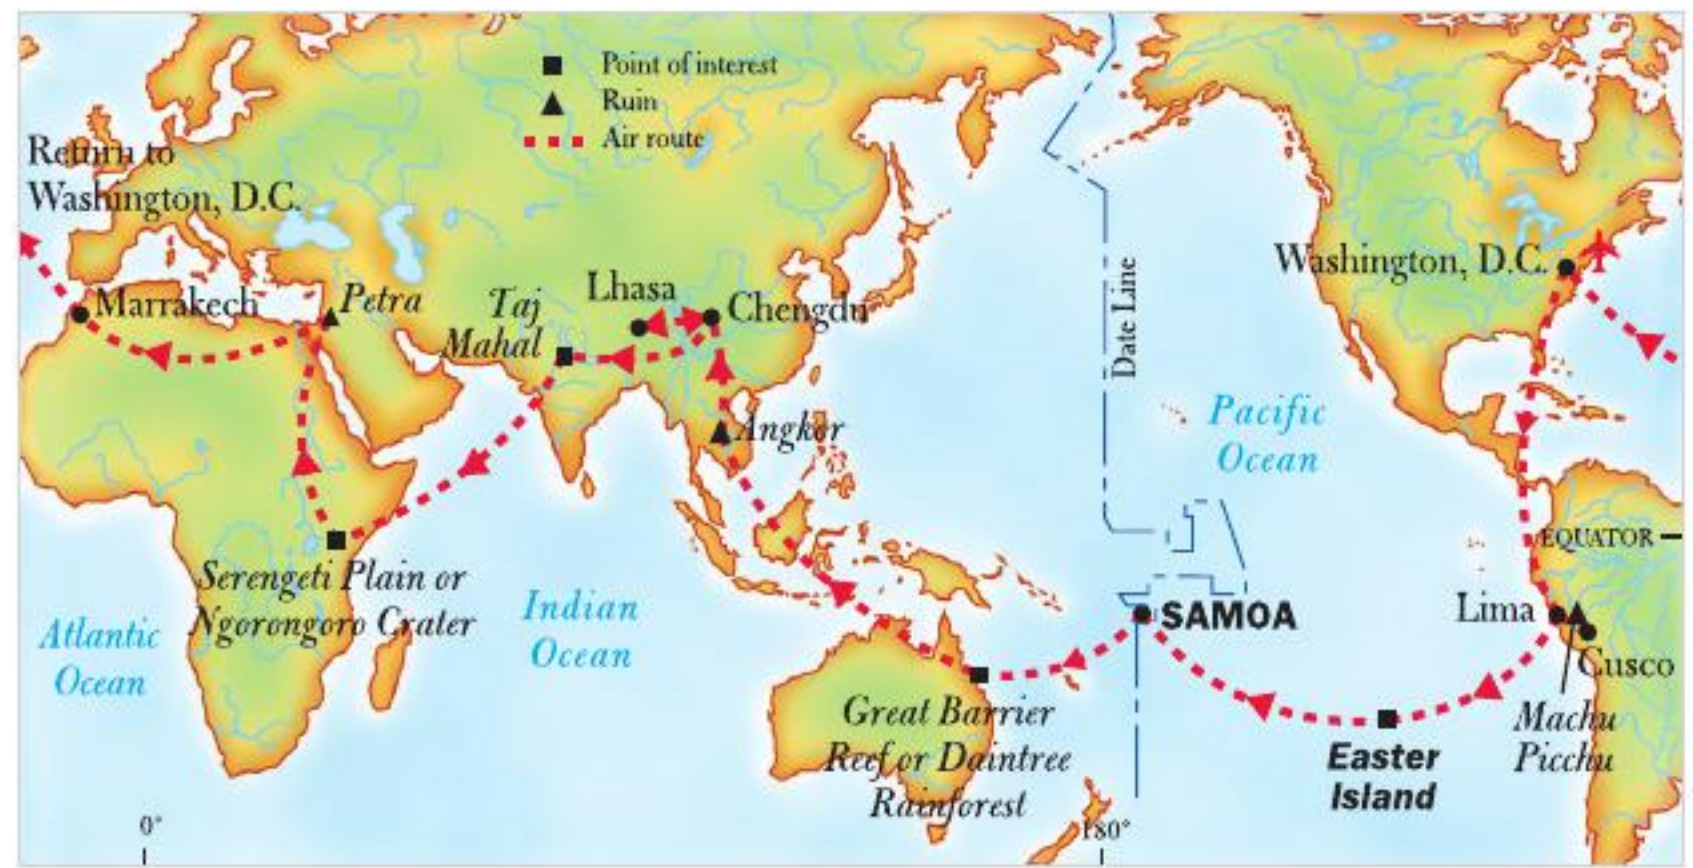 Point of interest
Ruin
Air route
Return to
Washington, D.C.
Marrakech
Petra
Taj
Mahal
Lhasa
Chengdu
Angkor
Serengeti Plain or
Ngorongoro Crater
Atlantic
Ocean
Indian
Ocean
Great Barrier
Reef or Daintree
Rainforest
Date Line
Pacific
Ocean
SAMOA
Easter
Island
Washington, D.C.
EQUATOR
Lima
Cusco
Machu
Picchu
0°
180°